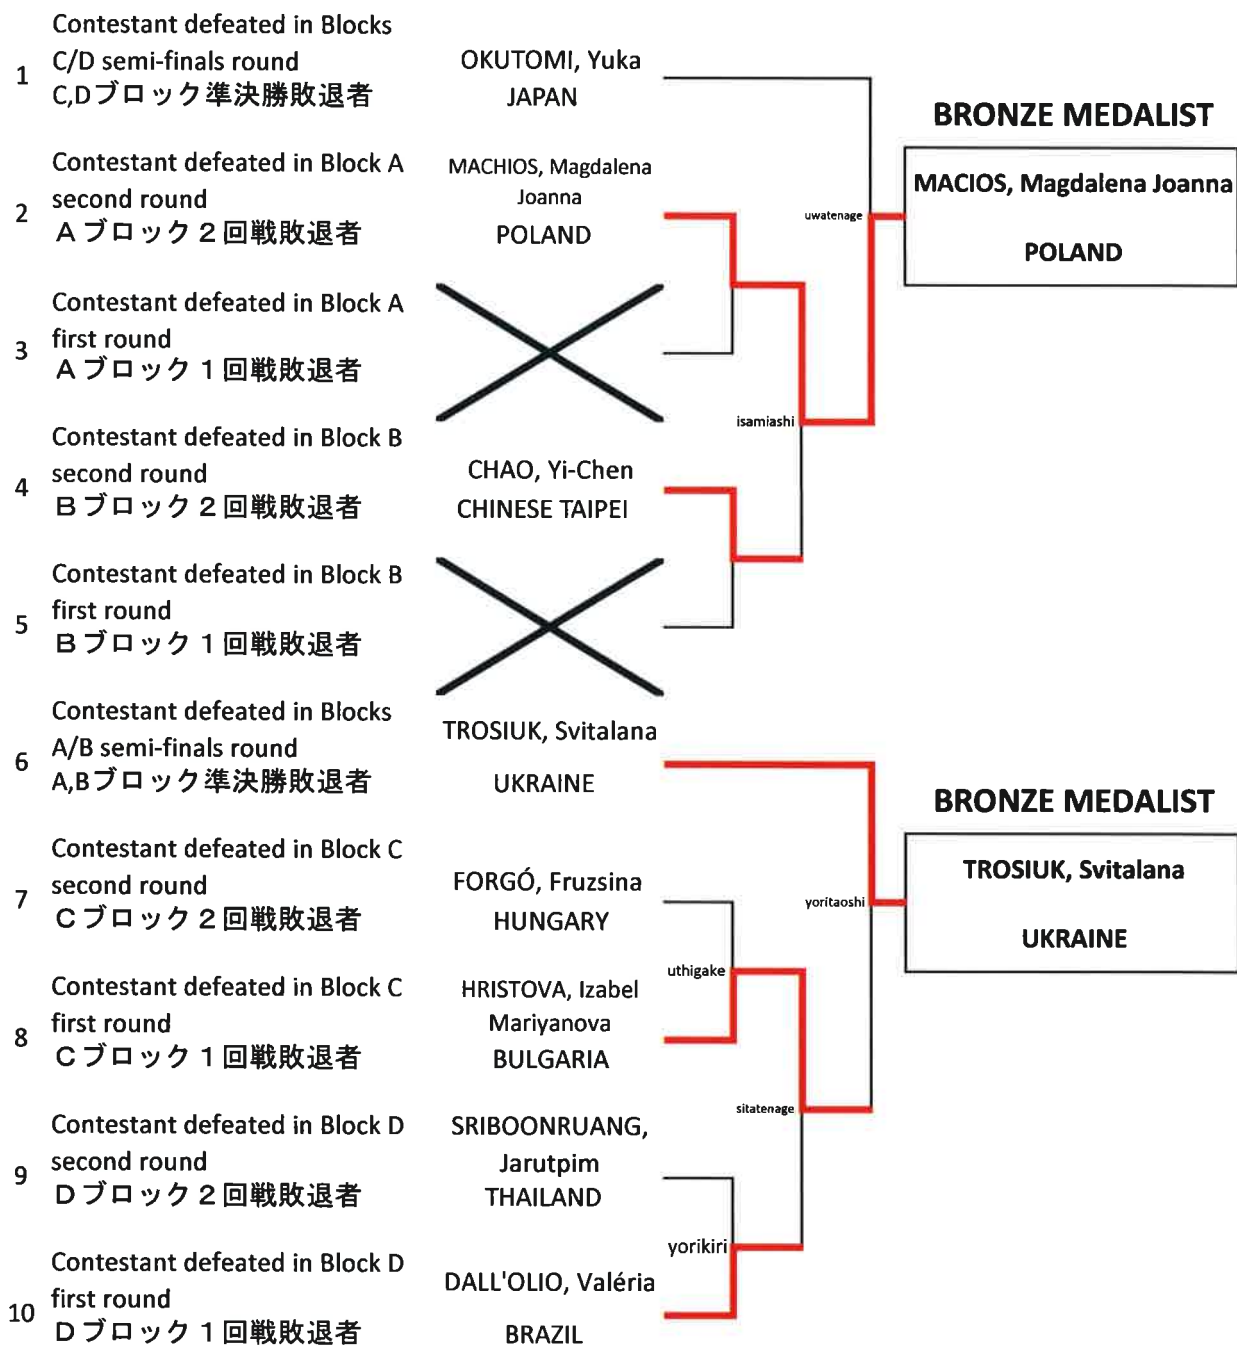 Contestant defeated in Blocks
1 C/D semi-finals round
C,Dブロック準決勝敗退者
OKUTOMI, Yuka
JAPAN
BRONZE MEDALIST
MACIOS, Magdalena Joanna
POLAND
Contestant defeated in Block A
2 second round
Aブロック2回戦敗退者
MACHIOS, Magdalena
Joanna
POLAND
uwatenage
Contestant defeated in Block A
3 first round
Aブロック1回戦敗退者
isamiashi
Contestant defeated in Block B
4 second round
Bブロック2回戦敗退者
CHAO, Yi-Chen
CHINESE TAIPEI
Contestant defeated in Block B
5 first round
Bブロック1回戦敗退者
Contestant defeated in Blocks
6 A/B semi-finals round
A,Bブロック準決勝敗退者
TROSIUK, Svitalana
UKRAINE
BRONZE MEDALIST
TROSIUK, Svitalana
UKRAINE
Contestant defeated in Block C
7 second round
Cブロック2回戦敗退者
FORGÓ, Fruzsina
HUNGARY
yoritaoshi
uthigake
Contestant defeated in Block C
8 first round
Cブロック1回戦敗退者
HRISTOVA, Izabel
Mariyanova
BULGARIA
sitatenage
Contestant defeated in Block D
9 second round
Dブロック2回戦敗退者
SRIBOONRUANG,
Jarutpim
THAILAND
yorikiri
Contestant defeated in Block D
10 first round
Dブロック1回戦敗退者
DALL'OLIO, Valéria
BRAZIL